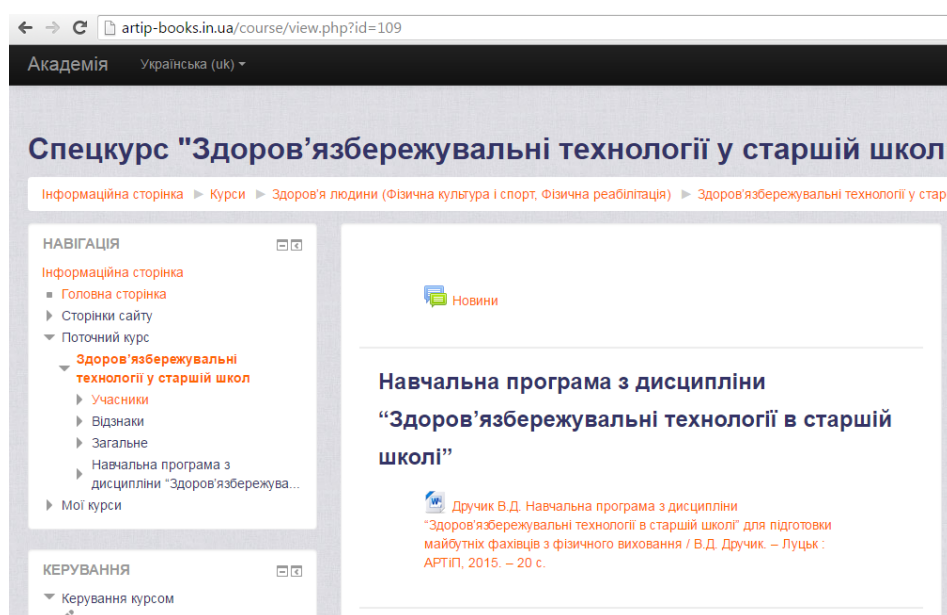 artip-books.in.ua/course/view.php?id=109
Академія Українська (uk)
Спецкурс "Здоров’язбережувальні технології у старшій школ
Інформаційна сторінка ► Курси ► Здоров'я людини (Фізична культура і спорт, Фізична реабілітація) ► Здоров'язбережувальні технології у стар
НАВІГАЦІЯ
Інформаційна сторінка
Головна сторінка
Сторінки сайту
Поточний курс
Здоров’язбережувальні
технології у старшій школ
Учасники
Відзнаки
Загальне
Навчальна програма з
дисципліни “Здоров’язбережува...
Мої курси
КЕРУВАННЯ
Керування курсом
Новини
Навчальна програма з дисципліни
“Здоров’язбережувальні технології в старшій
школі”
Дручик В.Д. Навчальна програма з дисципліни
“Здоров’язбережувальні технології в старшій школі” для підготовки
майбутніх фахівців з фізичного виховання / В.Д. Дручик. – Луцьк :
АРТіП, 2015. – 20 с.